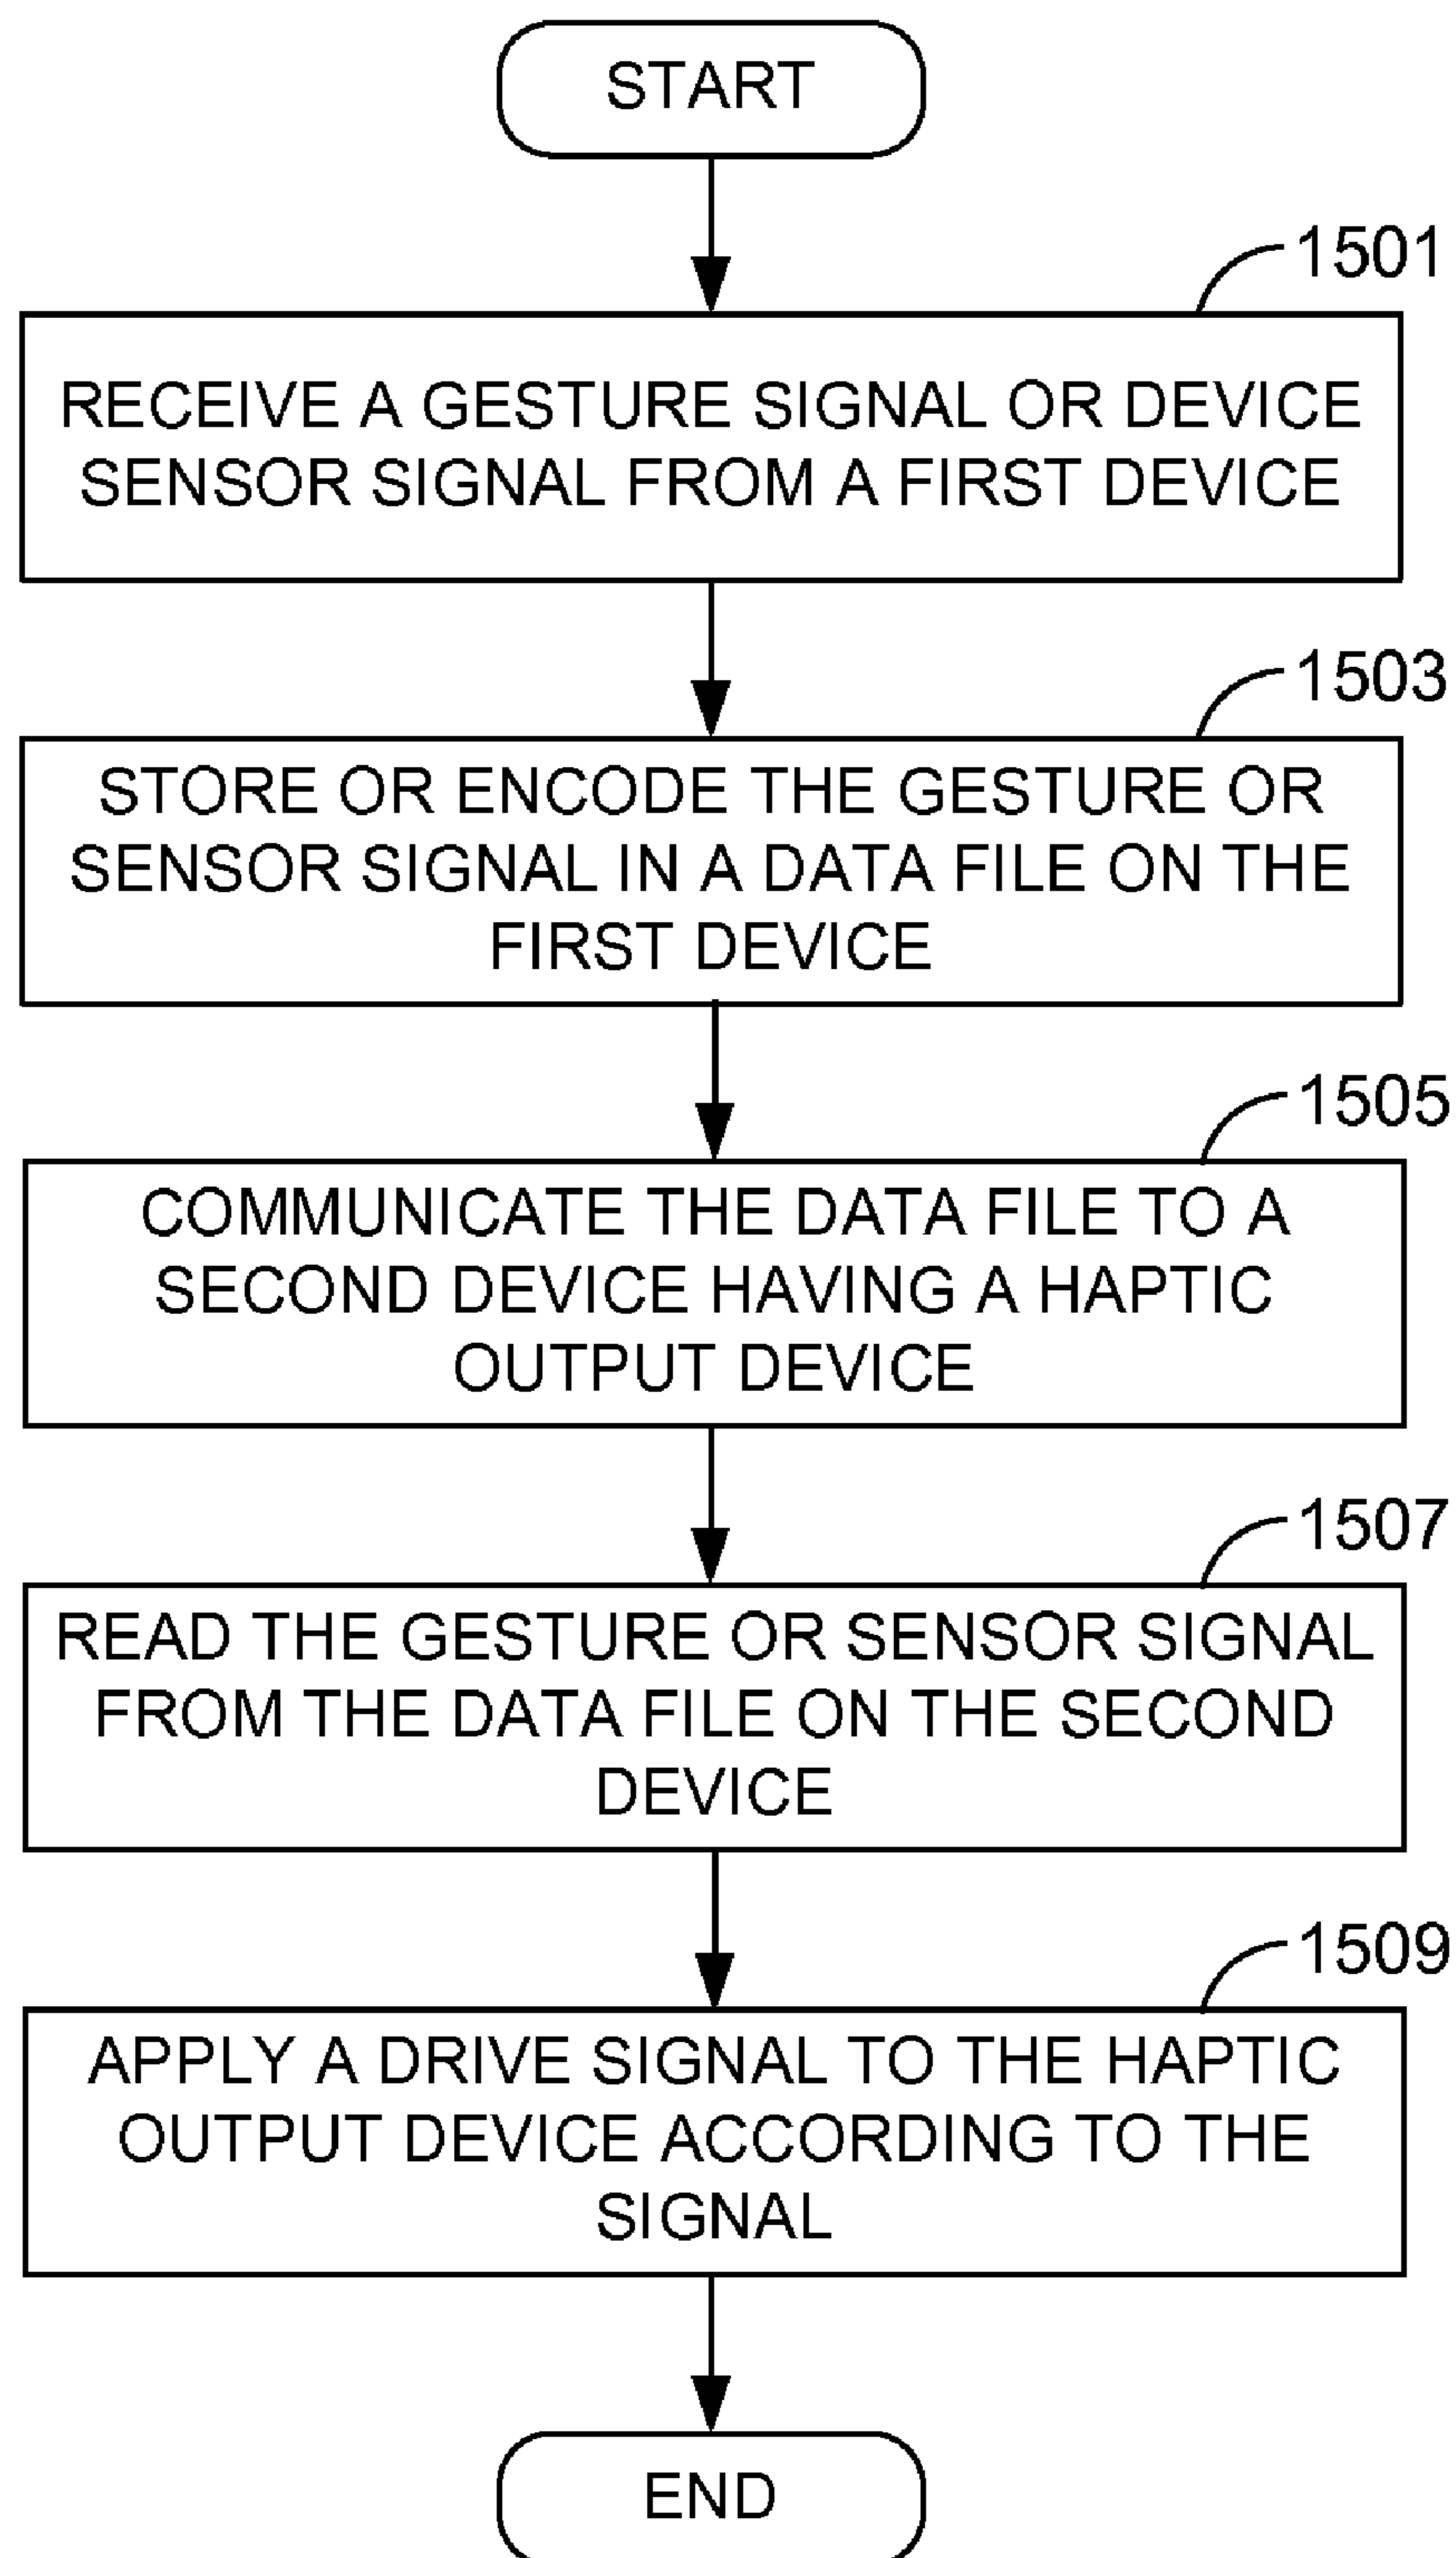 START
1501
RECEIVE A GESTURE SIGNAL OR DEVICE
SENSOR SIGNAL FROM A FIRST DEVICE
1503
STORE OR ENCODE THE GESTURE OR
SENSOR SIGNAL IN A DATA FILE ON THE
FIRST DEVICE
1505
COMMUNICATE THE DATA FILE TO A
SECOND DEVICE HAVING A HAPTIC
OUTPUT DEVICE
1507
READ THE GESTURE OR SENSOR SIGNAL
FROM THE DATA FILE ON THE SECOND
DEVICE
1509
APPLY A DRIVE SIGNAL TO THE HAPTIC
OUTPUT DEVICE ACCORDING TO THE
SIGNAL
END